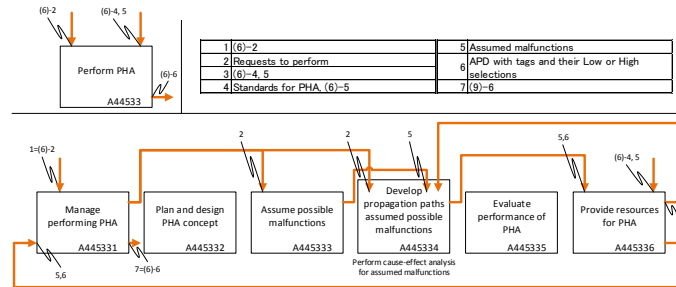 (6)-2
(6)-4, 5
Perform PHA
(6)-6
A44533
1 (6)-2
2 Requests to perform
3 (6)-4, 5
4 Standards for PHA, (6)-5
5 Assumed malfunctions
6 APD with tags and their Low or High
selections
7 (9)-6
1=(6)-2
2
2
5
5,6
(6)-4, 5
Manage
performing PHA
A445331
Plan and design
PHA concept
A445332
Assume possible
malfunctions
A445333
Develop
propagation paths
assumed possible
malfunctions
A445334
Evaluate
performance of
PHA
A445335
Provide resources
for PHA
A445336
Perform cause-effect analysis
for assumed malfunctions
5,6
7=(6)-6